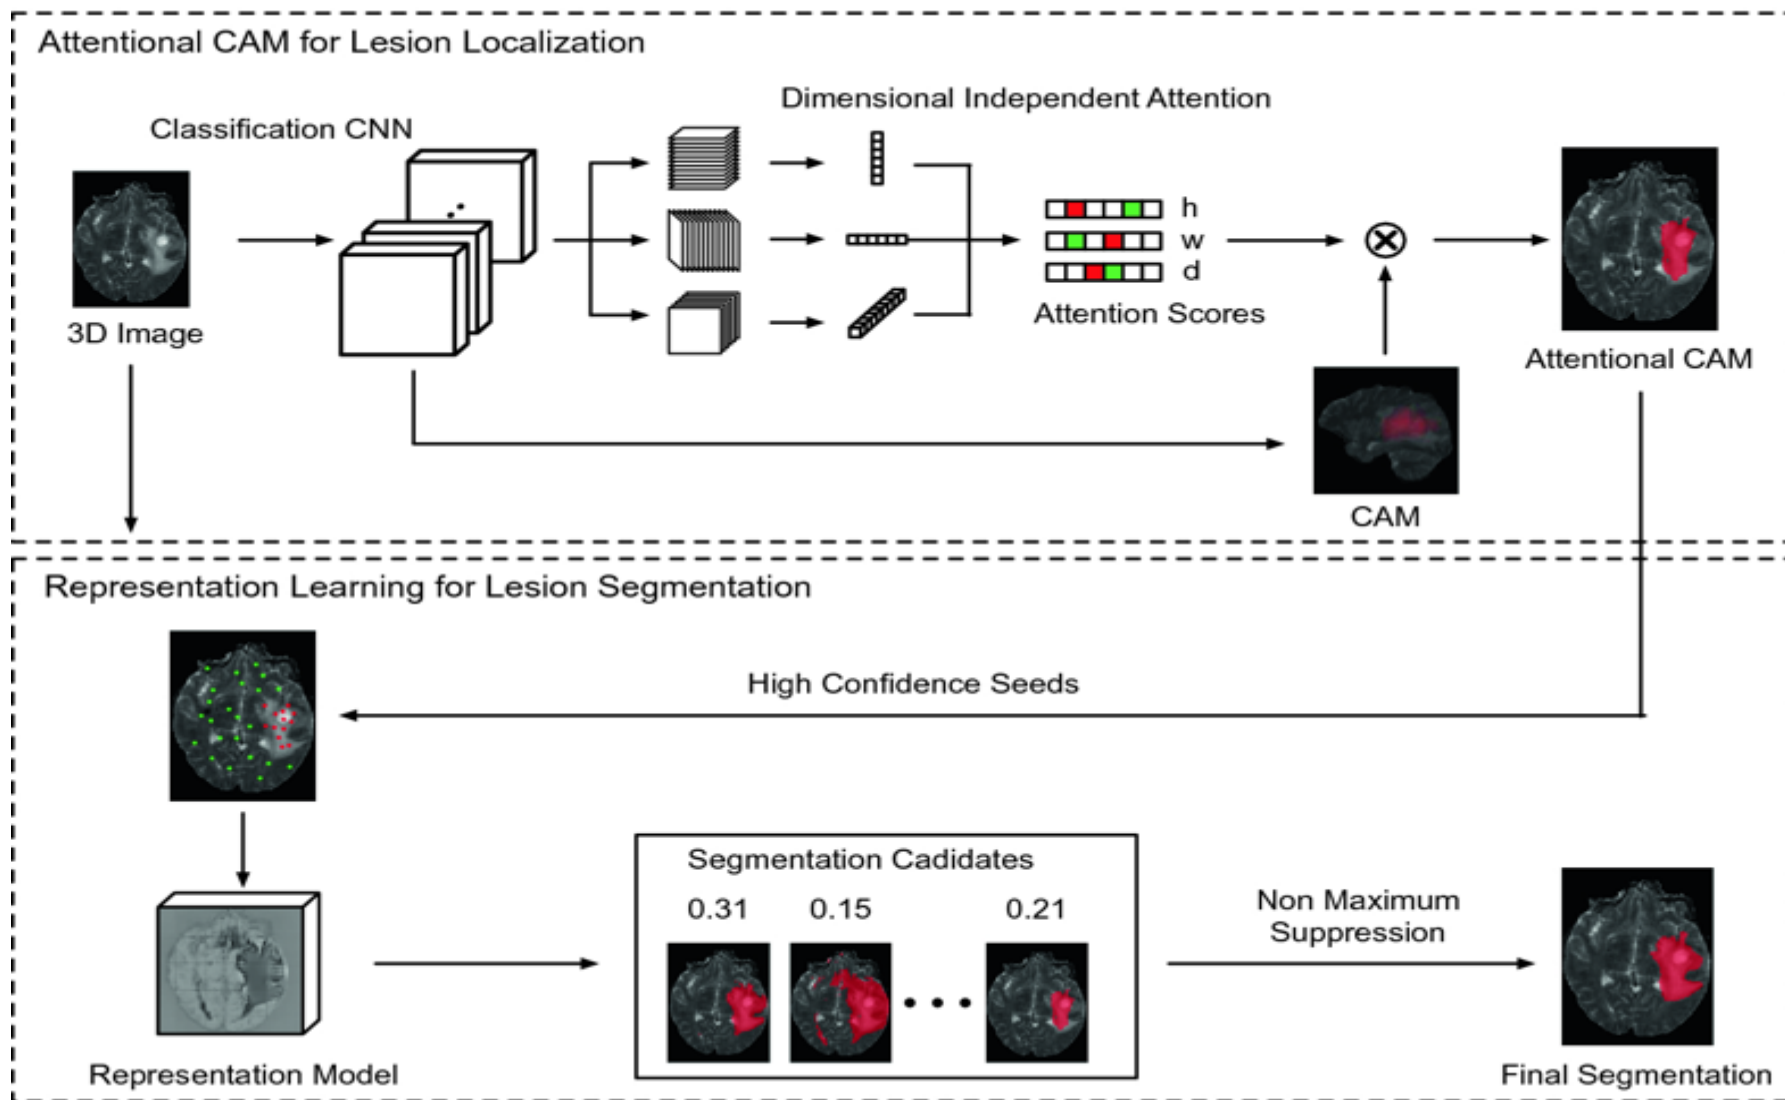 Attentional CAM for Lesion Localization
Dimensional Independent Attention
Classification CNN
3D Image
h
w
d
Attention Scores
Attentional CAM
CAM
Representation Learning for Lesion Segmentation
High Confidence Seeds
Segmentation Cadidates
0.31
0.15
0.21
Non Maximum
Suppression
Representation Model
Final Segmentation